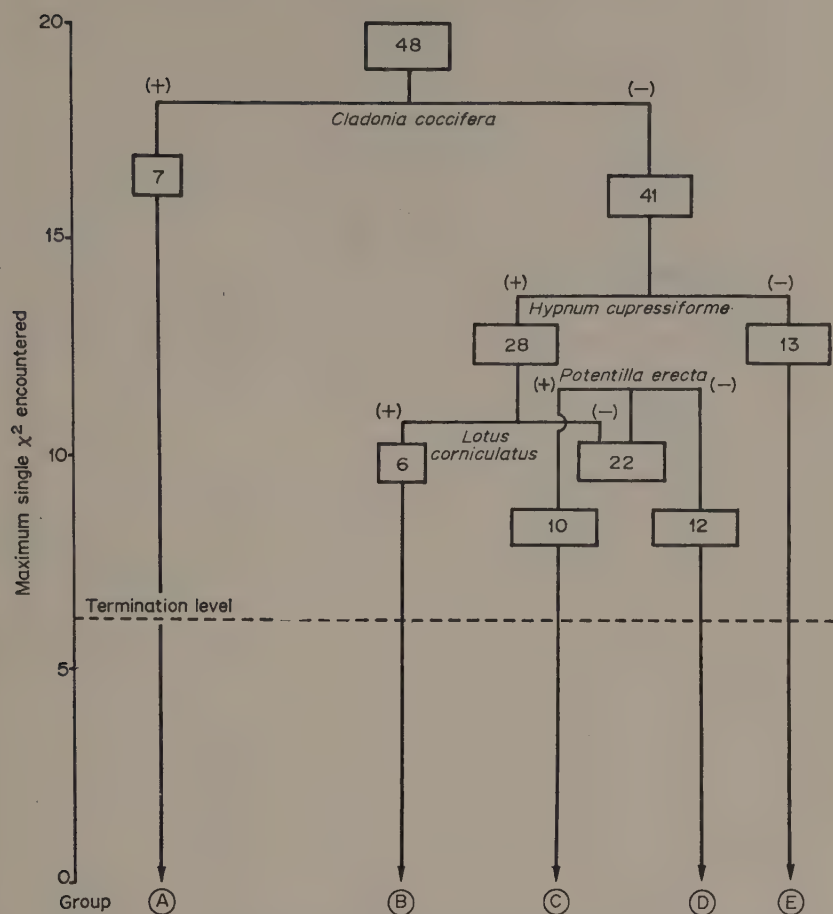 20
48
(+)
(−)
Cladonia coccifera
7
41
15
(+)
(−)
Hypnum cupressiforme
28
13
Potentilla erecta
(+)
(−)
(+)
(−)
Lotus
corniculatus
10
6
22
10
12
Maximum single χ² encountered
Termination level
5
0
Group
A
B
C
D
E